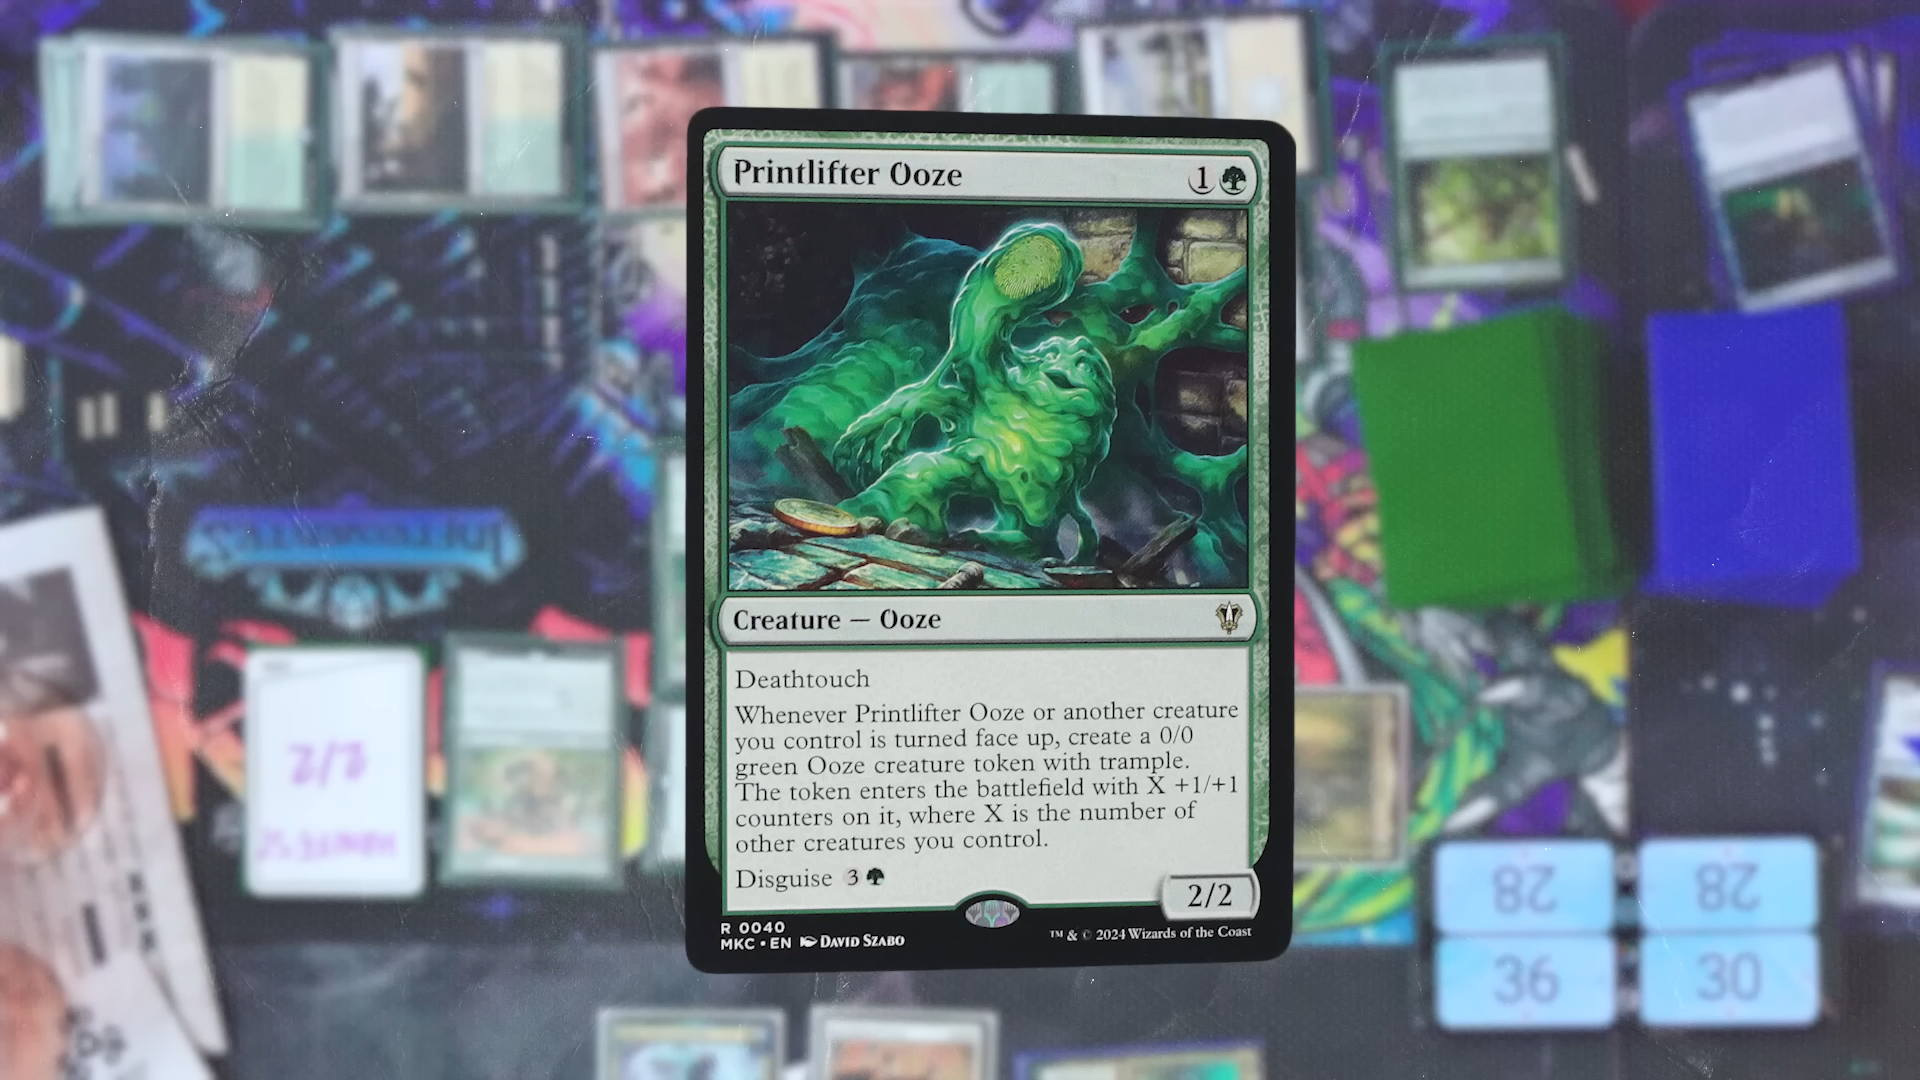 Printlifter Ooze 1
Creature — Ooze
Deathtouch
Whenever Printlifter Ooze or another creature
you control is turned face up, create a 0/0
green Ooze creature token with trample.
The token enters the battlefield with X +1/+1
counters on it, where X is the number of
other creatures you control.
Disguise 3
2/2
R 0040
MKC • EN DAVID SZABO
™ & © 2024 Wizards of the Coast
2/2
28
28
36
30